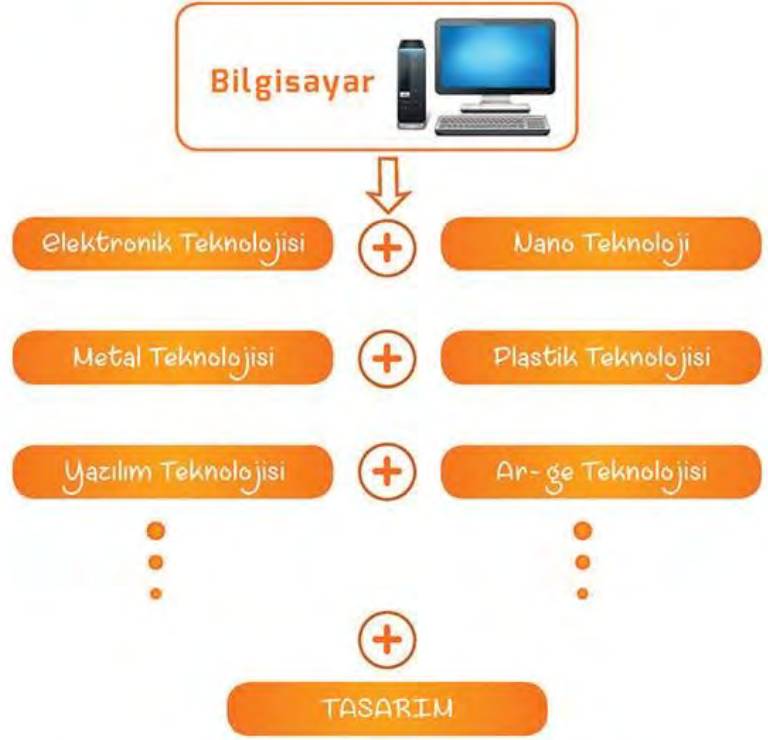 Bilgisayar
Elektronik Teknolojisi + Nano Teknoloji
Metal Teknolojisi + Plastik Teknolojisi
Yazılım Teknolojisi + Ar-ge Teknolojisi
+
TASARIM